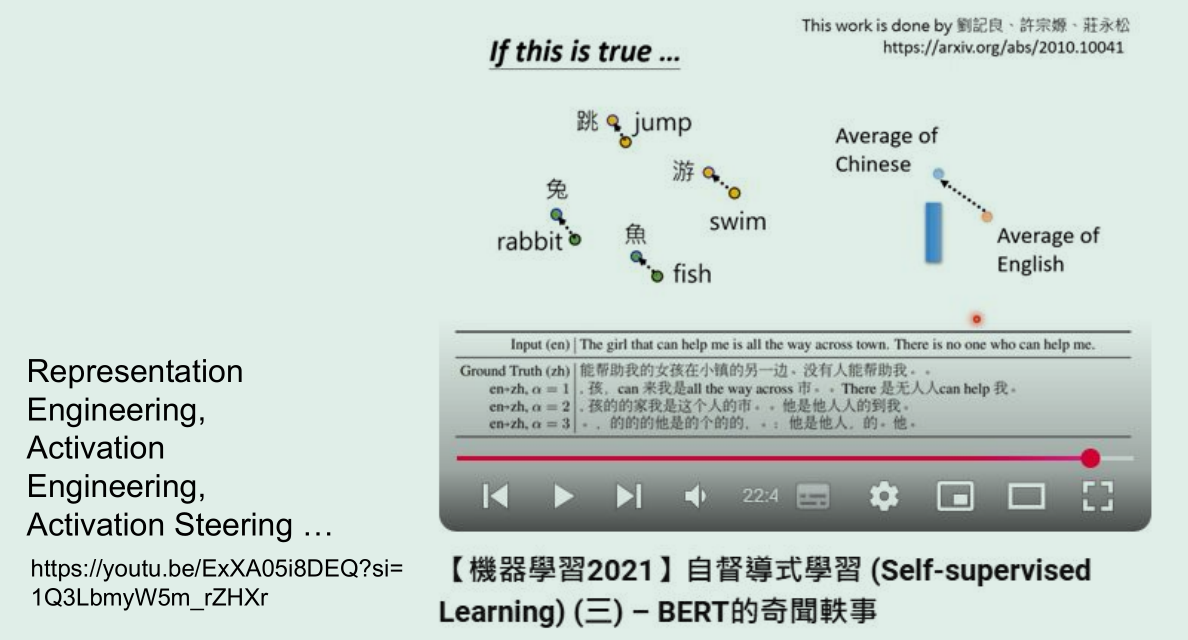 This work is done by 劉記良、許宗嫄、莊永松
https://arxiv.org/abs/2010.10041
If this is true ...
跳 jump
游
swim
兔
rabbit
魚
fish
Average of
Chinese
Average of
English
Input (en) | The girl that can help me is all the way across town. There is no one who can help me.
Ground Truth (zh) | 能帮助我的女孩在小镇的另一边。没有人能帮助我。。
en→zh, α = 1 | . 孩，can 来我是all the way across 市。。There 是无人人can help 我。
en→zh, α = 2 | . 孩的的家我是这个人的市。。他是他人人的到我。
en→zh, α = 3 | 。，的的的他是的个的的，。：他是他人，的。他。
22:4
Representation
Engineering,
Activation
Engineering,
Activation Steering …
https://youtu.be/ExXA05i8DEQ?si=
1Q3LbmyW5m_rZHXr
【機器學習2021】自督導式學習 (Self-supervised
Learning) (三) – BERT的奇聞軼事